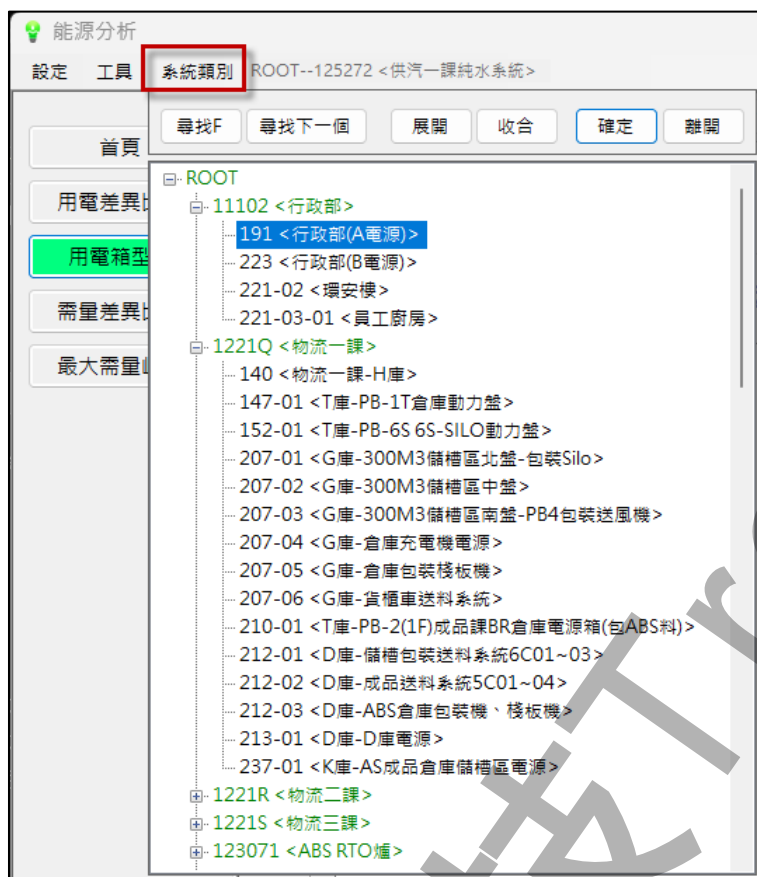 能源分析
設定 工具 系統類別 ROOT--125272 <供汽一課純水系統>
尋找F 尋找下一個 展開 收合 確定 離開
首頁
用電差異
用電箱型
需量差異
最大需量
ROOT
11102 <行政部>
191 <行政部(A電源)>
223 <行政部(B電源)>
221-02 <環安樓>
221-03-01 <員工廚房>
1221Q <物流一課>
140 <物流一課-H庫>
147-01 <T庫-PB-1T倉庫動力盤>
152-01 <T庫-PB-6S 6S-SILO動力盤>
207-01 <G庫-300M3儲槽區北盤-包裝Silo>
207-02 <G庫-300M3儲槽區中盤>
207-03 <G庫-300M3儲槽區南盤-PB4包裝送風機>
207-04 <G庫-倉庫充電機電源>
207-05 <G庫-倉庫包裝棧板機>
207-06 <G庫-貨櫃車送料系統>
210-01 <T庫-PB-2(1F)成品課BR倉庫電源箱(包ABS料)>
212-01 <D庫-儲槽包裝送料系統6C01~03>
212-02 <D庫-成品送料系統5C01~04>
212-03 <D庫-ABS倉庫包裝機、棧板機>
213-01 <D庫-D庫電源>
237-01 <K庫-AS成品倉庫儲槽區電源>
1221R <物流二課>
1221S <物流三課>
123071 <ABS RTO爐>